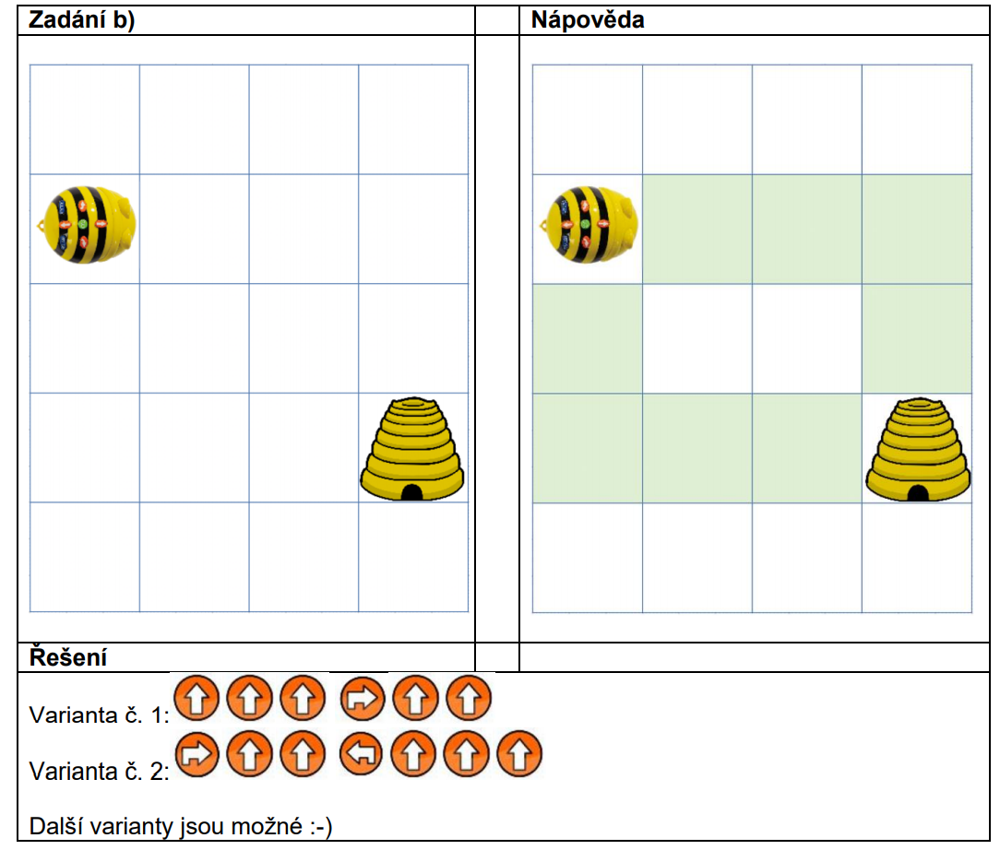 Zadání b)
Nápověda
Řešení
Varianta č. 1:
Varianta č. 2:
Další varianty jsou možné :-)